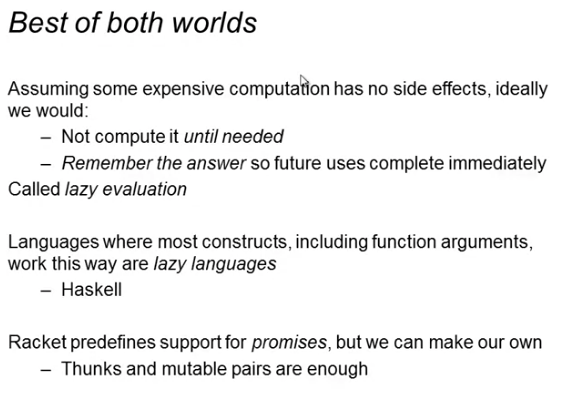 Best of both worlds
Assuming some expensive computation has no side effects, ideally
we would:
– Not compute it until needed
– Remember the answer so future uses complete immediately
Called lazy evaluation
Languages where most constructs, including function arguments,
work this way are lazy languages
– Haskell
Racket predefines support for promises, but we can make our own
– Thunks and mutable pairs are enough